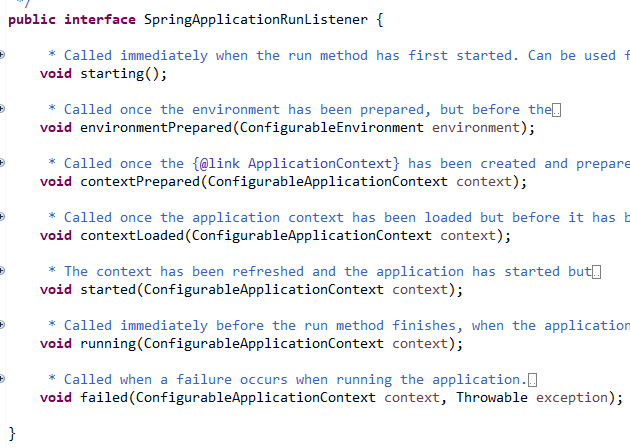 */
public interface SpringApplicationRunListener {
* Called immediately when the run method has first started. Can be used f
void starting();
* Called once the environment has been prepared, but before the
void environmentPrepared(ConfigurableEnvironment environment);
* Called once the {@link ApplicationContext} has been created and prepare
void contextPrepared(ConfigurableApplicationContext context);
* Called once the application context has been loaded but before it has b
void contextLoaded(ConfigurableApplicationContext context);
* The context has been refreshed and the application has started but
void started(ConfigurableApplicationContext context);
* Called immediately before the run method finishes, when the application
void running(ConfigurableApplicationContext context);
* Called when a failure occurs when running the application.
void failed(ConfigurableApplicationContext context, Throwable exception);
}